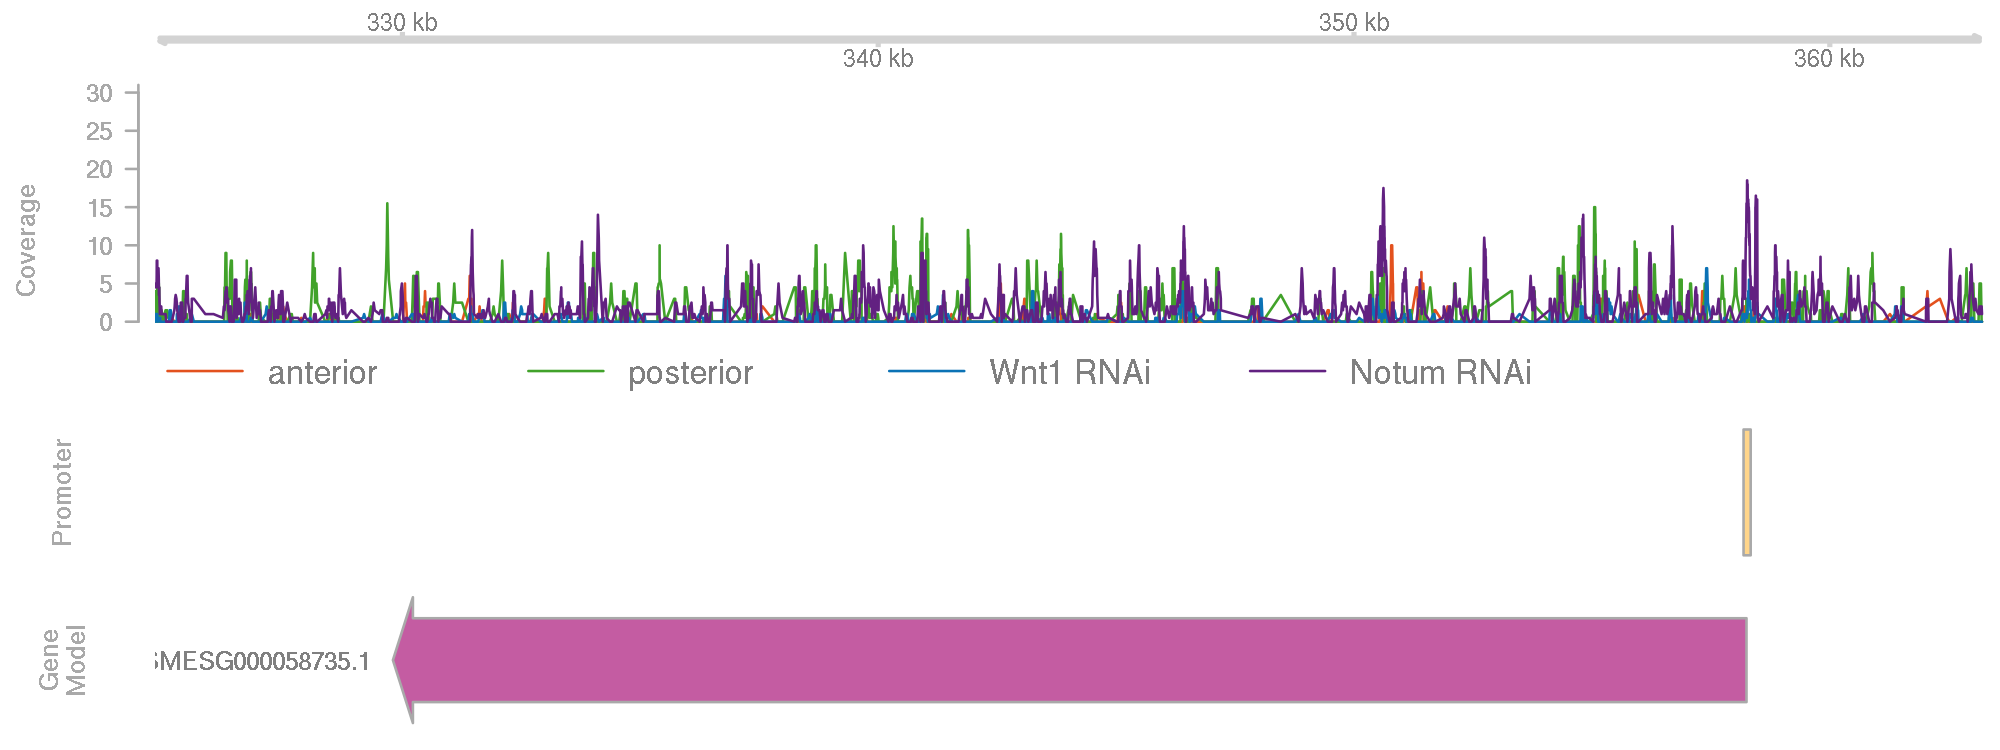 330 kb
350 kb
340 kb
360 kb
30
25
20
15
10
5
0
Coverage
anterior
posterior
Wnt1 RNAi
Notum RNAi
Promoter
Gene
Model
SMESG000058735.1